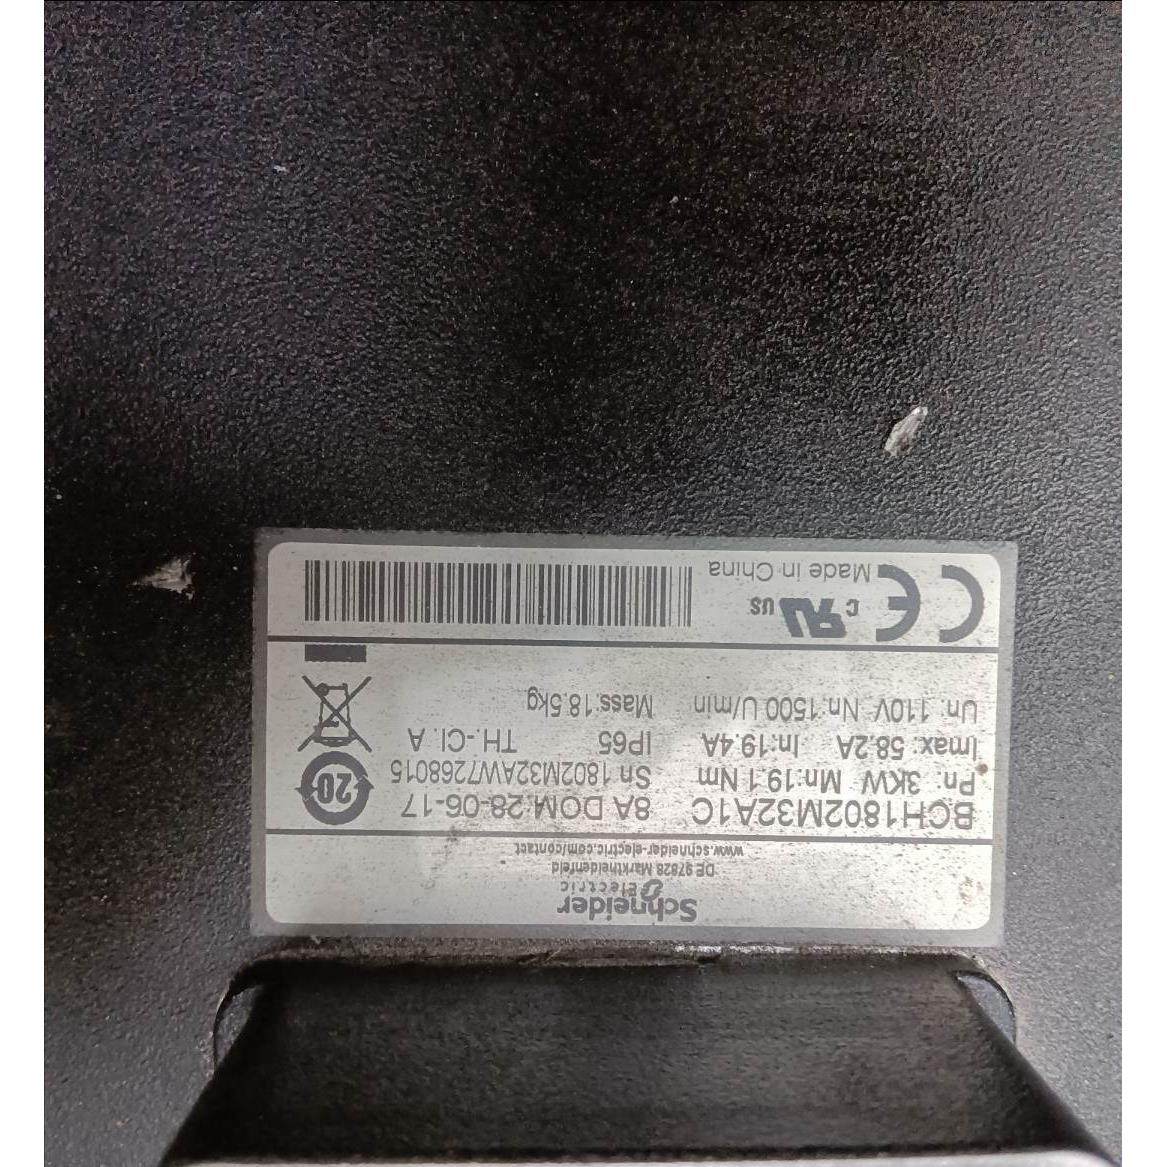 Schneider
Electric
DE 97828 Marktheidenfeld
www.schneider-electric.com/contact
BCH1802M32A1C 8A DOM:28-06-17
Pn: 3KW Mn:19.1 Nm Sn 1802M32AW7268015
Imax: 58.2A In:19.4A IP65 TH.-Cl. A
Un: 110V Nn:1500 U/min Mass:18.5kg
20
CE c UL us
Made in China